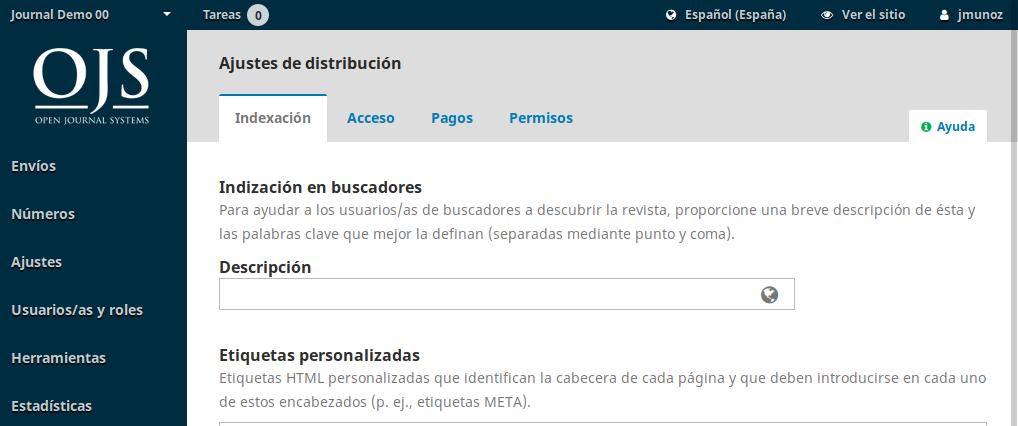 Journal Demo 00
Tareas 0
Español (España)
Ver el sitio
jmunoz
OJS
OPEN JOURNAL SYSTEMS
Envíos
Números
Ajustes
Usuarios/as y roles
Herramientas
Estadísticas
Ajustes de distribución
Indexación
Acceso
Pagos
Permisos
Ayuda
Indización en buscadores
Para ayudar a los usuarios/as de buscadores a descubrir la revista, proporcione una breve descripción de ésta y
las palabras clave que mejor la definan (separadas mediante punto y coma).
Descripción
Etiquetas personalizadas
Etiquetas HTML personalizadas que identifican la cabecera de cada página y que deben introducirse en cada uno
de estos encabezados (p. ej., etiquetas META).